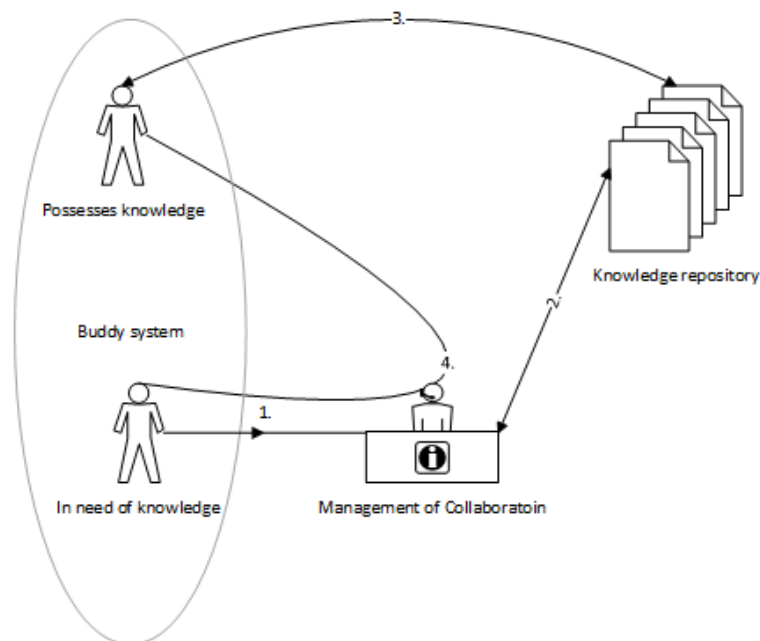 3.
Possesses knowledge
Knowledge repository
2.
Buddy system
4.
1.
In need of knowledge
Management of Collaboratoin